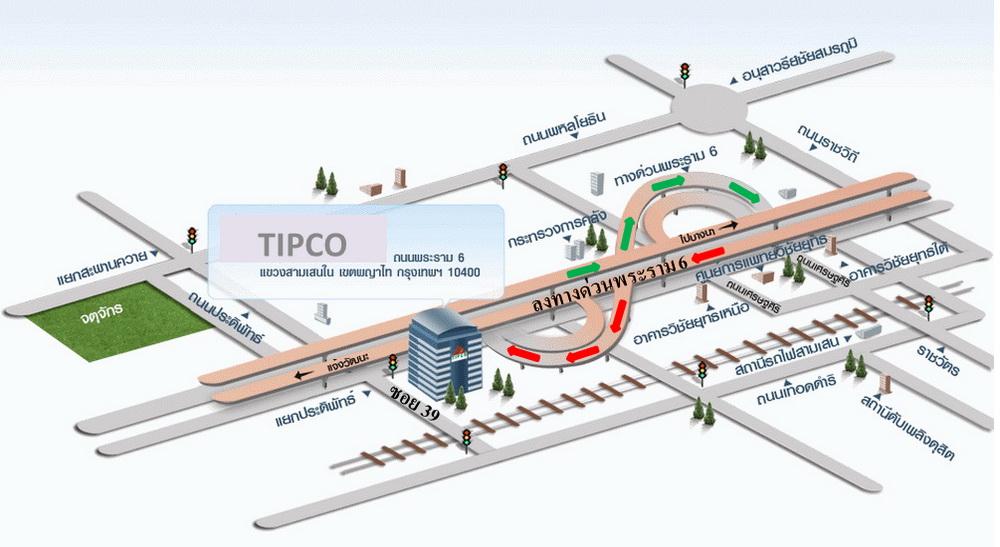 อนุสาวรีย์ชัยสมรภูมิ
ถนนพหลโยธิน
ถนนราชวิถี
ทางด่วนพระราม 6
กระทรวงการคลัง
TIPCO
ถนนพระราม 6
แขวงสามเสนใน เขตพญาไท กรุงเทพฯ 10400
ไปบางนา
แยกสะพานควาย
ศูนย์การแพทย์วิชัยยุทธ
อาคารวิชัยยุทธใต้
ถนนเศรษฐศิริ
ถนนเศรษฐศิริ
ลงทางด่วนพระราม6
จตุจักร
ถนนประดิพัทธ์
อาคารวิชัยยุทธเหนือ
สถานีรถไฟสามเสน
ราชวัตร
แจ้งวัฒนะ
ถนนเทอดดำริ
แยกประดิพัทธ์
ซอย 39
สถานีดับเพลิงดุสิต